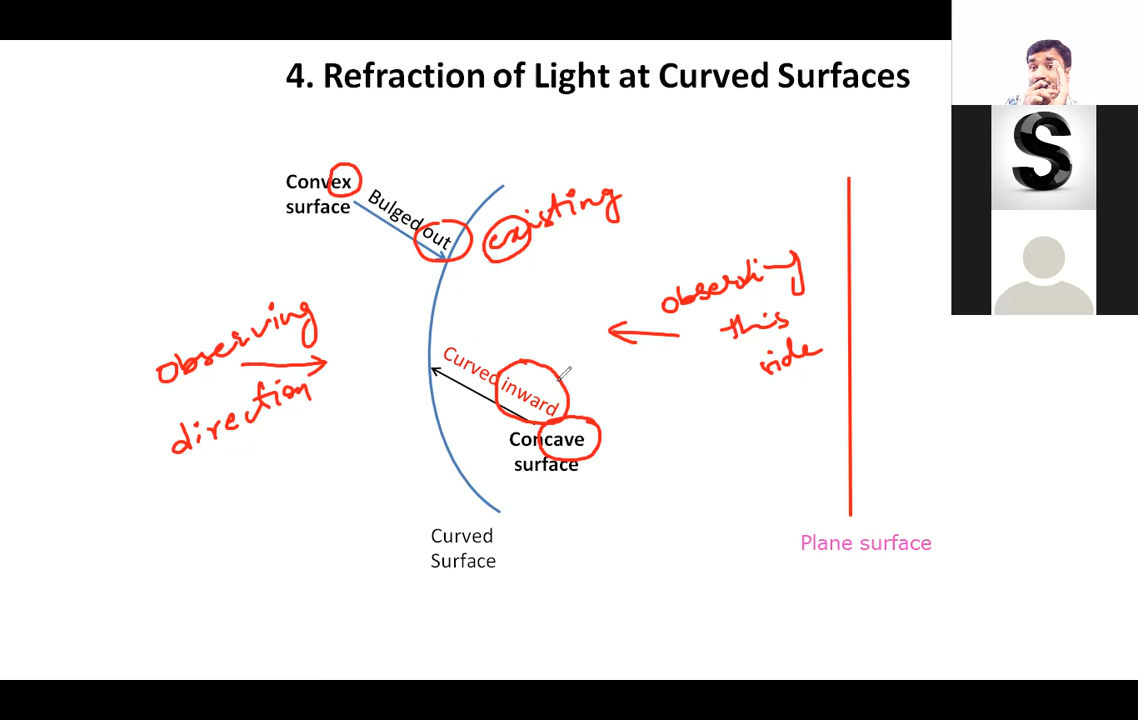 4. Refraction of Light at Curved Surfaces
Convex
surface
Bulged out
existing
observing
direction
observing
this
side
Curved inward
Concave
surface
Curved
Surface
Plane surface
S